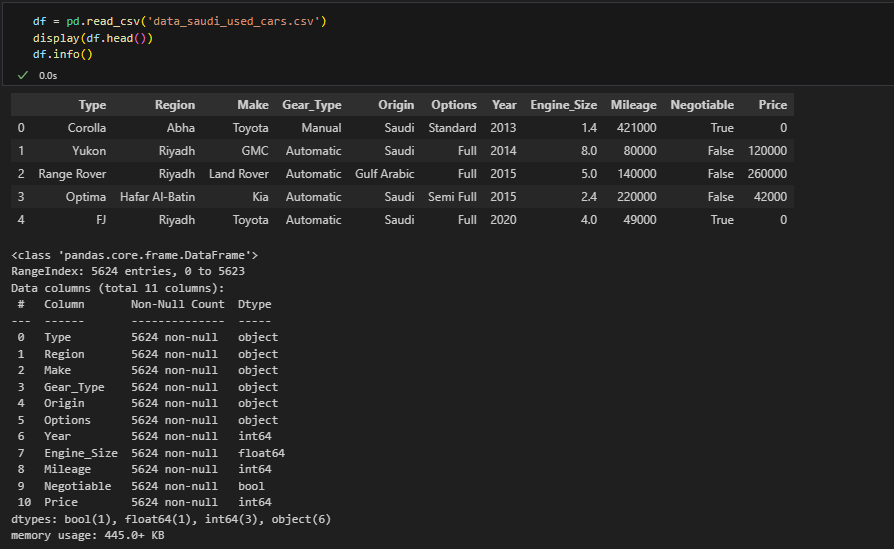 df = pd.read_csv('data_saudi_used_cars.csv')
display(df.head())
df.info()
0.0s
Type Region Make Gear_Type Origin Options Year Engine_Size Mileage Negotiable Price
0 Corolla Abha Toyota Manual Saudi Standard 2013 1.4 421000 True 0
1 Yukon Riyadh GMC Automatic Saudi Full 2014 8.0 80000 False 120000
2 Range Rover Riyadh Land Rover Automatic Gulf Arabic Full 2015 5.0 140000 False 260000
3 Optima Hafar Al-Batin Kia Automatic Saudi Semi Full 2015 2.4 220000 False 42000
4 FJ Riyadh Toyota Automatic Saudi Full 2020 4.0 49000 True 0
<class 'pandas.core.frame.DataFrame'>
RangeIndex: 5624 entries, 0 to 5623
Data columns (total 11 columns):
# Column Non-Null Count Dtype
--- ------ -------------- -----
0 Type 5624 non-null object
1 Region 5624 non-null object
2 Make 5624 non-null object
3 Gear_Type 5624 non-null object
4 Origin 5624 non-null object
5 Options 5624 non-null object
6 Year 5624 non-null int64
7 Engine_Size 5624 non-null float64
8 Mileage 5624 non-null int64
9 Negotiable 5624 non-null bool
10 Price 5624 non-null int64
dtypes: bool(1), float64(1), int64(3), object(6)
memory usage: 445.0+ KB